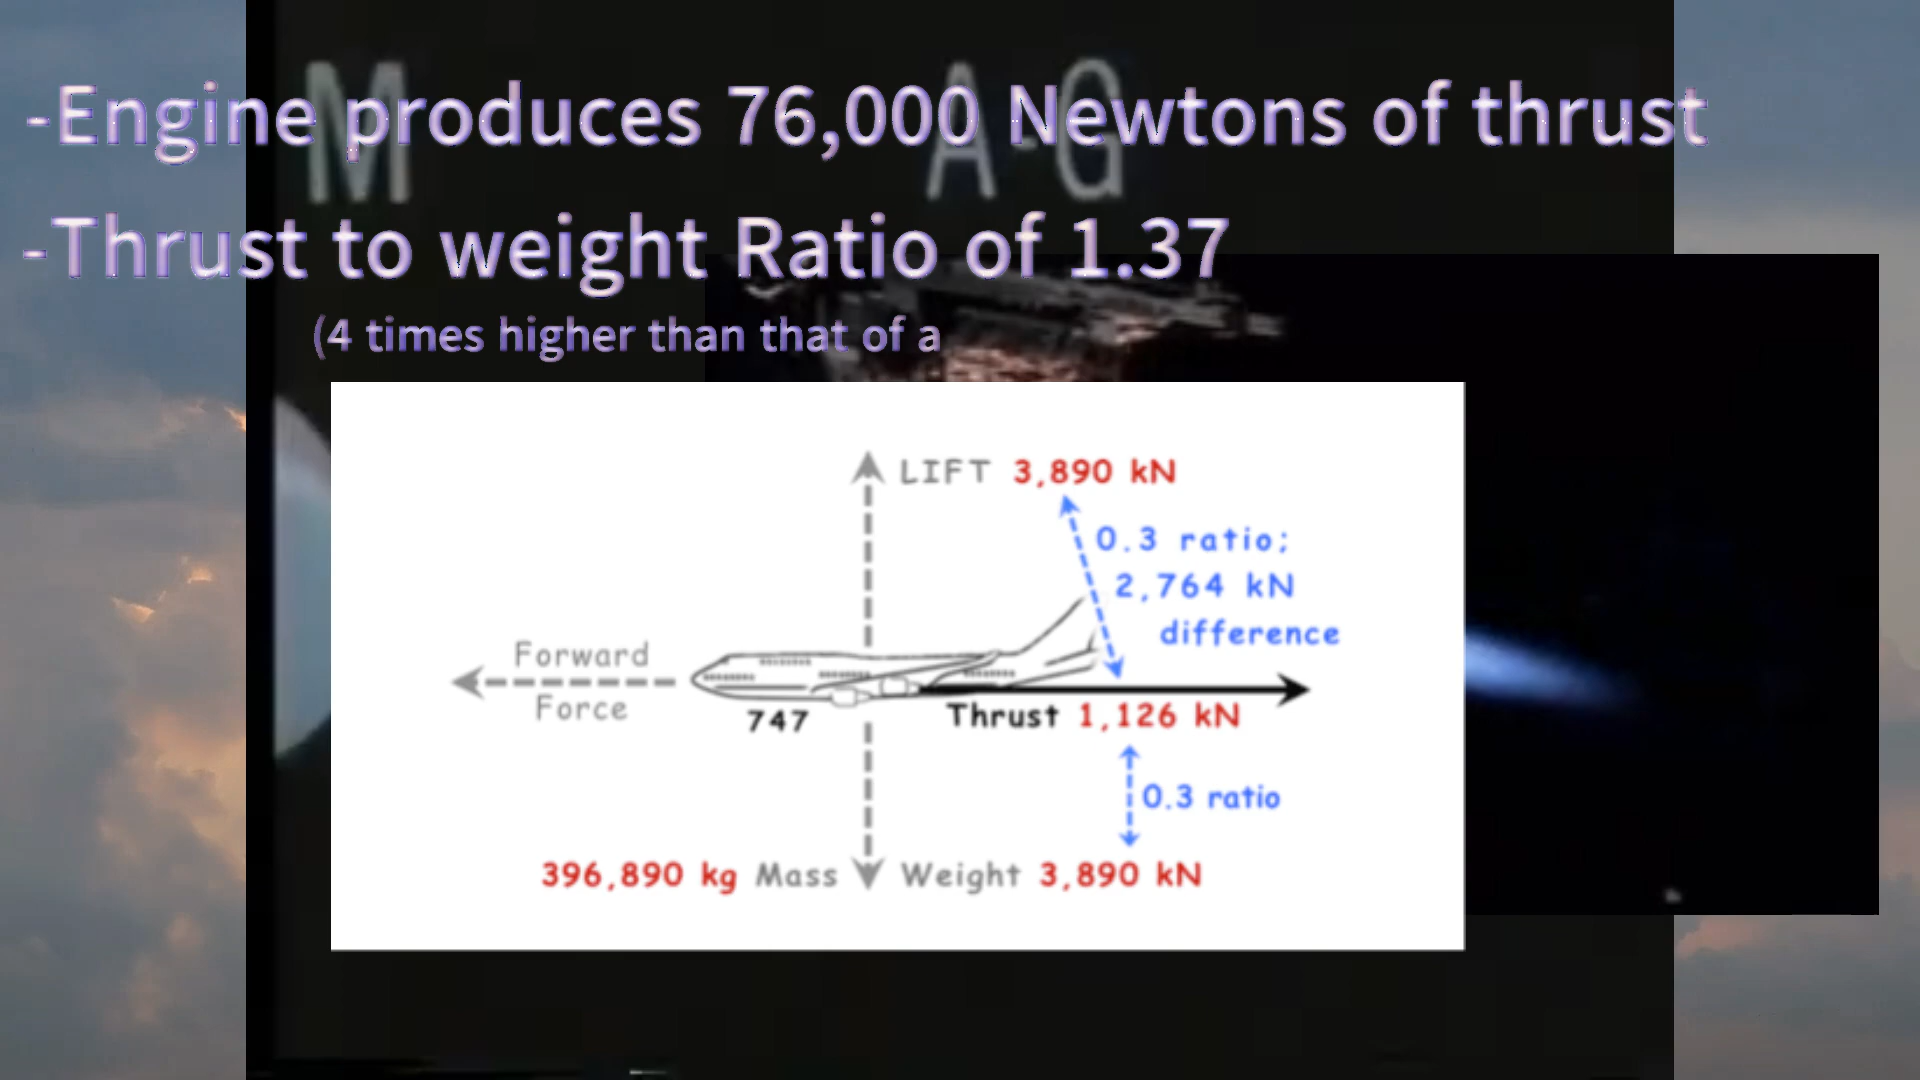 M A-G
-Engine produces 76,000 Newtons of thrust
-Thrust to weight Ratio of 1.37
(4 times higher than that of a
LIFT 3,890 kN
0.3 ratio;
2,764 kN
difference
Forward
Force
747
Thrust 1,126 kN
0.3 ratio
396,890 kg Mass
Weight 3,890 kN